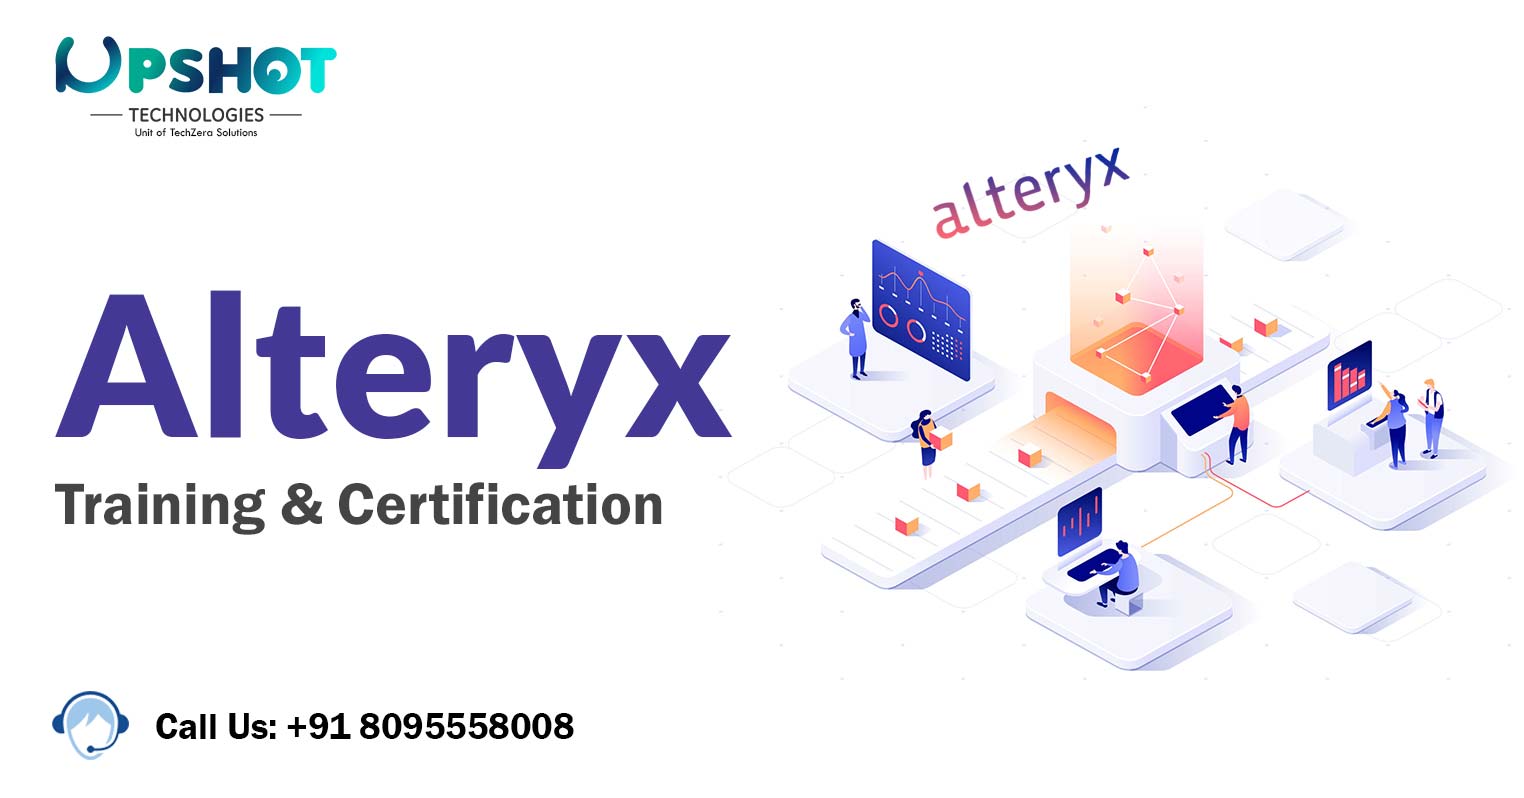 UPSHOT
TECHNOLOGIES
Unit of TechZera Solutions
alteryx
Alteryx
Training & Certification
Call Us: +91 8095558008